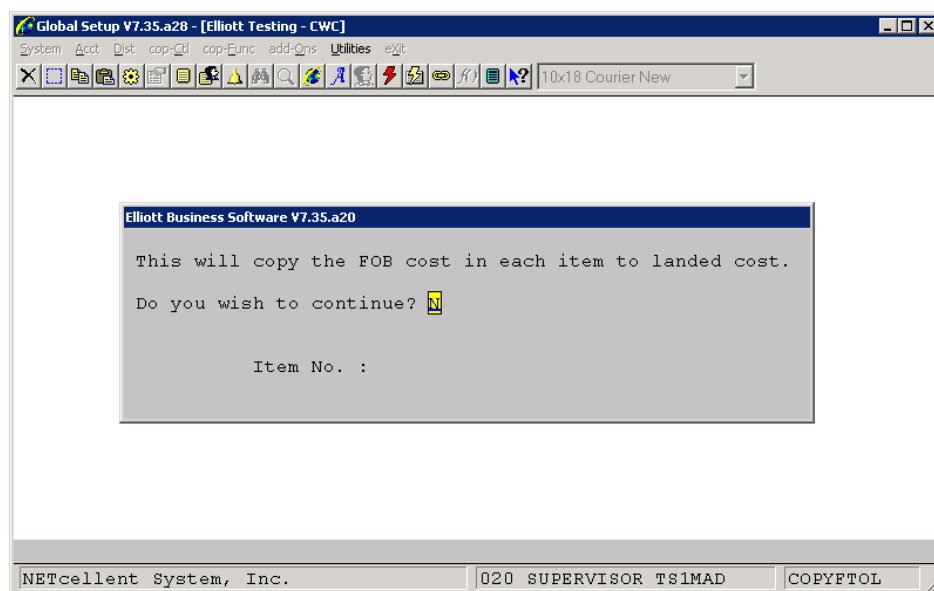 Global Setup V7.35.a28 - [Elliott Testing - CWC]
System Acct Dist cop-Ctl cop-Func add-Ons Utilities eXit
10x18 Courier New
Elliott Business Software V7.35.a20
This will copy the FOB cost in each item to landed cost.
Do you wish to continue? N
Item No. :
NETcellent System, Inc. 020 SUPERVISOR TS1MAD COPYFTOL